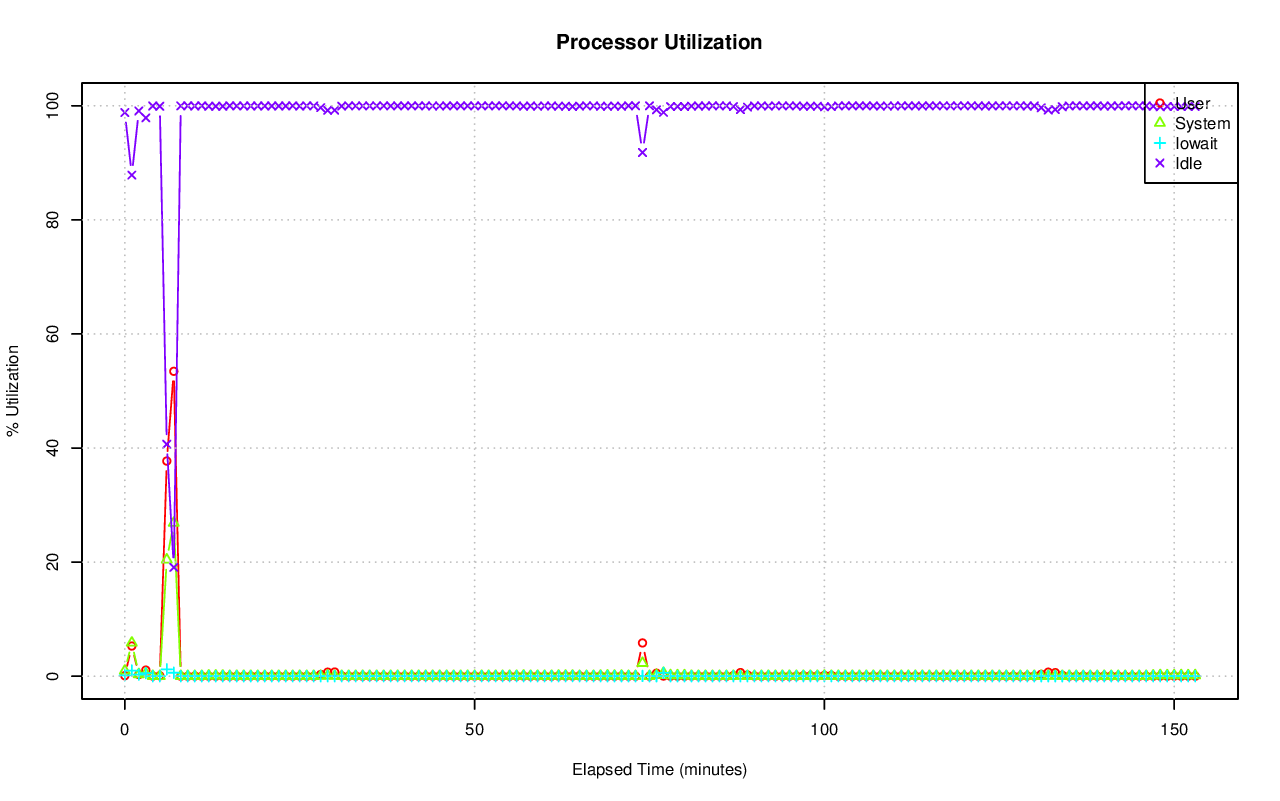 Processor Utilization
% Utilization
100
80
60
40
20
0
User
System
Iowait
Idle
0 50 100 150
Elapsed Time (minutes)